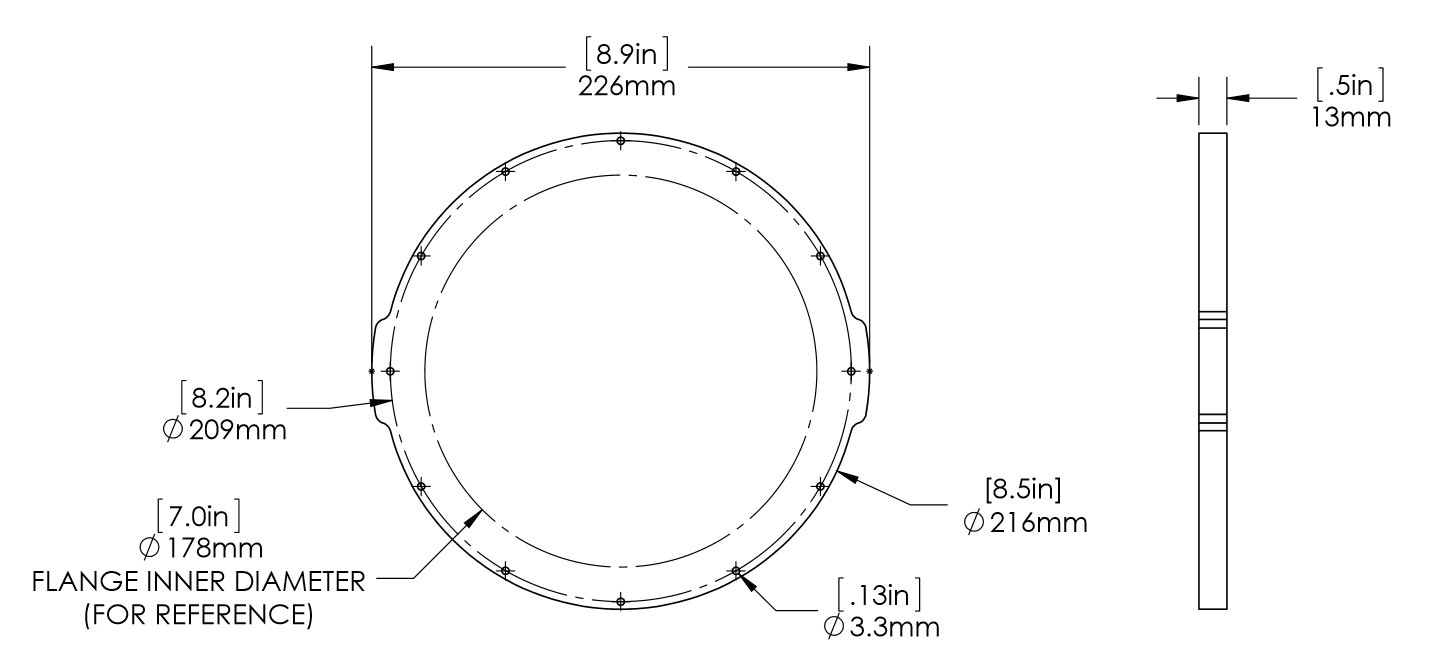 [8.9in]
226mm
[.5in]
13mm
[8.2in]
∅209mm
[8.5in]
∅216mm
[7.0in]
∅178mm
FLANGE INNER DIAMETER
(FOR REFERENCE)
[.13in]
∅3.3mm